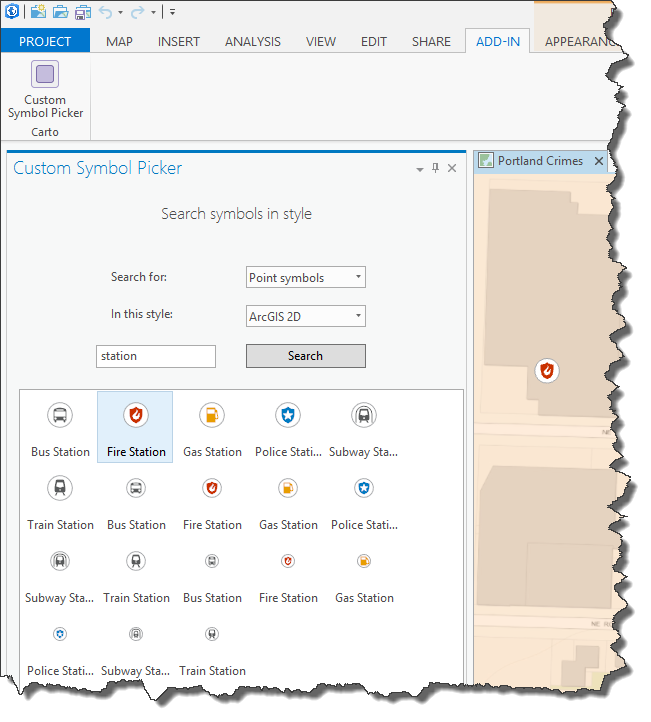 PROJECT MAP INSERT ANALYSIS VIEW EDIT SHARE ADD-IN APPEARANC
Custom
Symbol Picker
Carto
Custom Symbol Picker
Portland Crimes
Search symbols in style
Search for: Point symbols
In this style: ArcGIS 2D
station Search
Bus Station Fire Station Gas Station Police Stati... Subway Sta...
Train Station Bus Station Fire Station Gas Station Police Stati...
Subway Sta... Train Station Bus Station Fire Station Gas Station
Police Stati... Subway Sta... Train Station
NE
NE